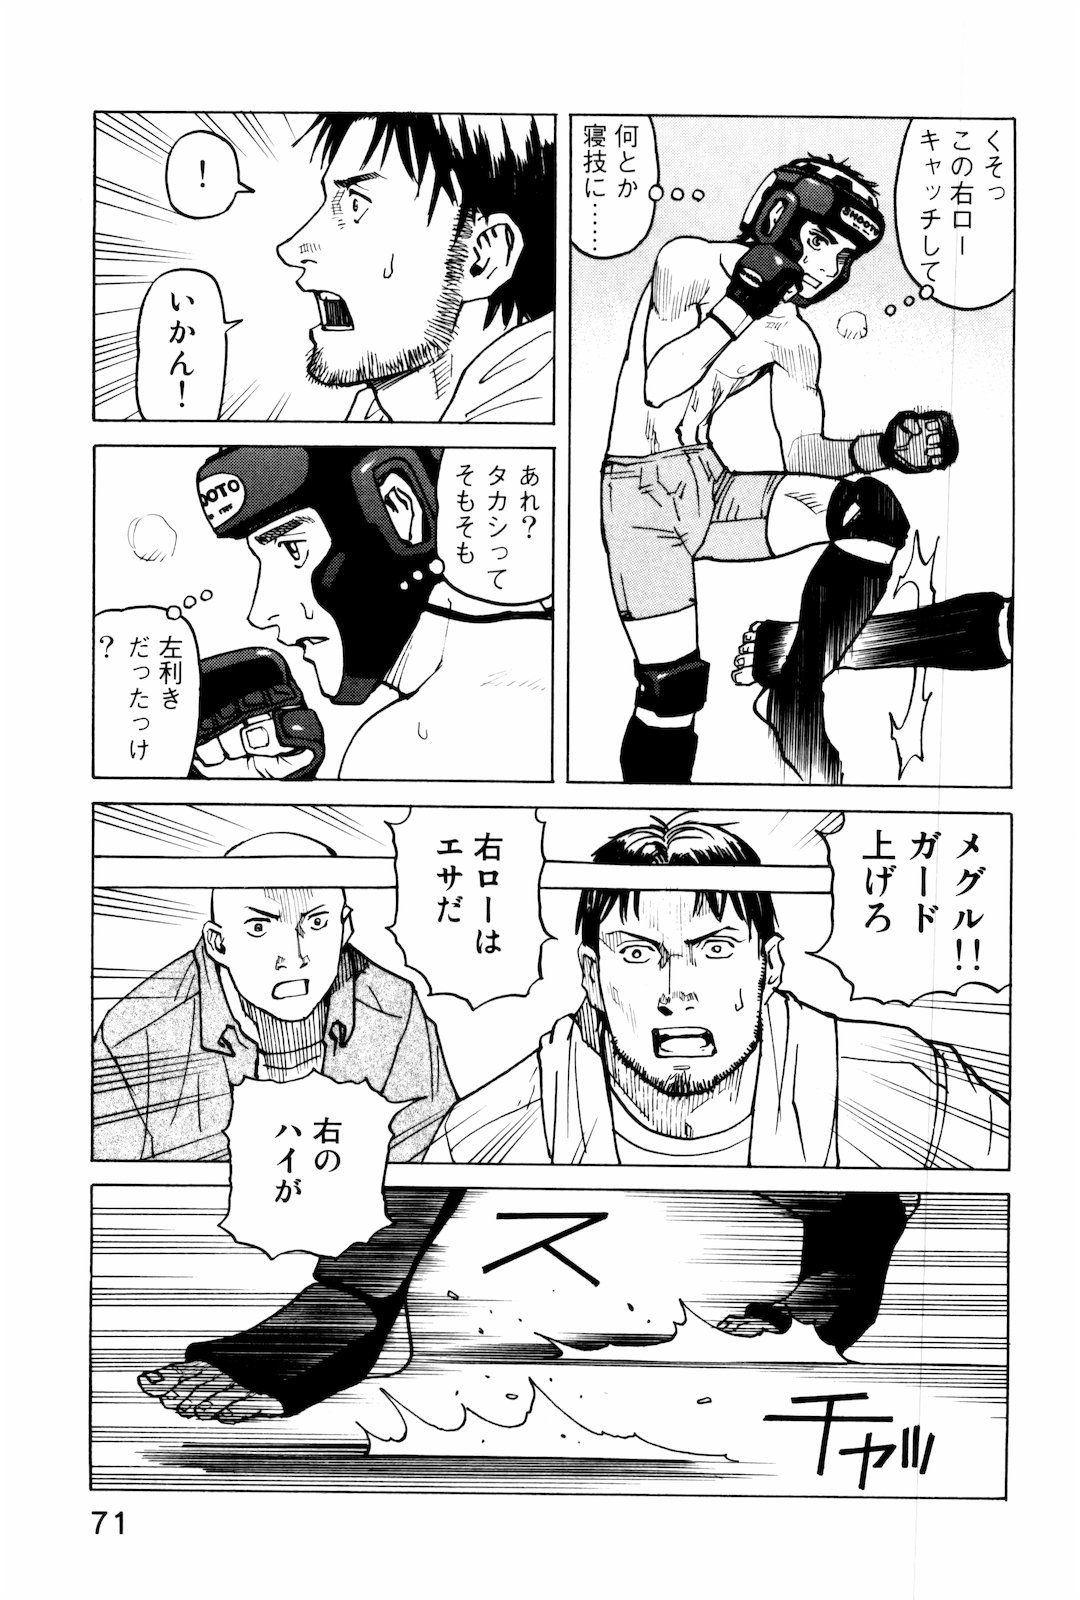 くそっ
この右ロー
キャッチして
何とか
寝技に……
SHOOTO
！
いかん！
あれ？
タカシって
そもそも
左利き
だったっけ
？
メグル!!
ガード
上げろ
右ローは
エサだ
右の
ハイが
ス
チャッ
71